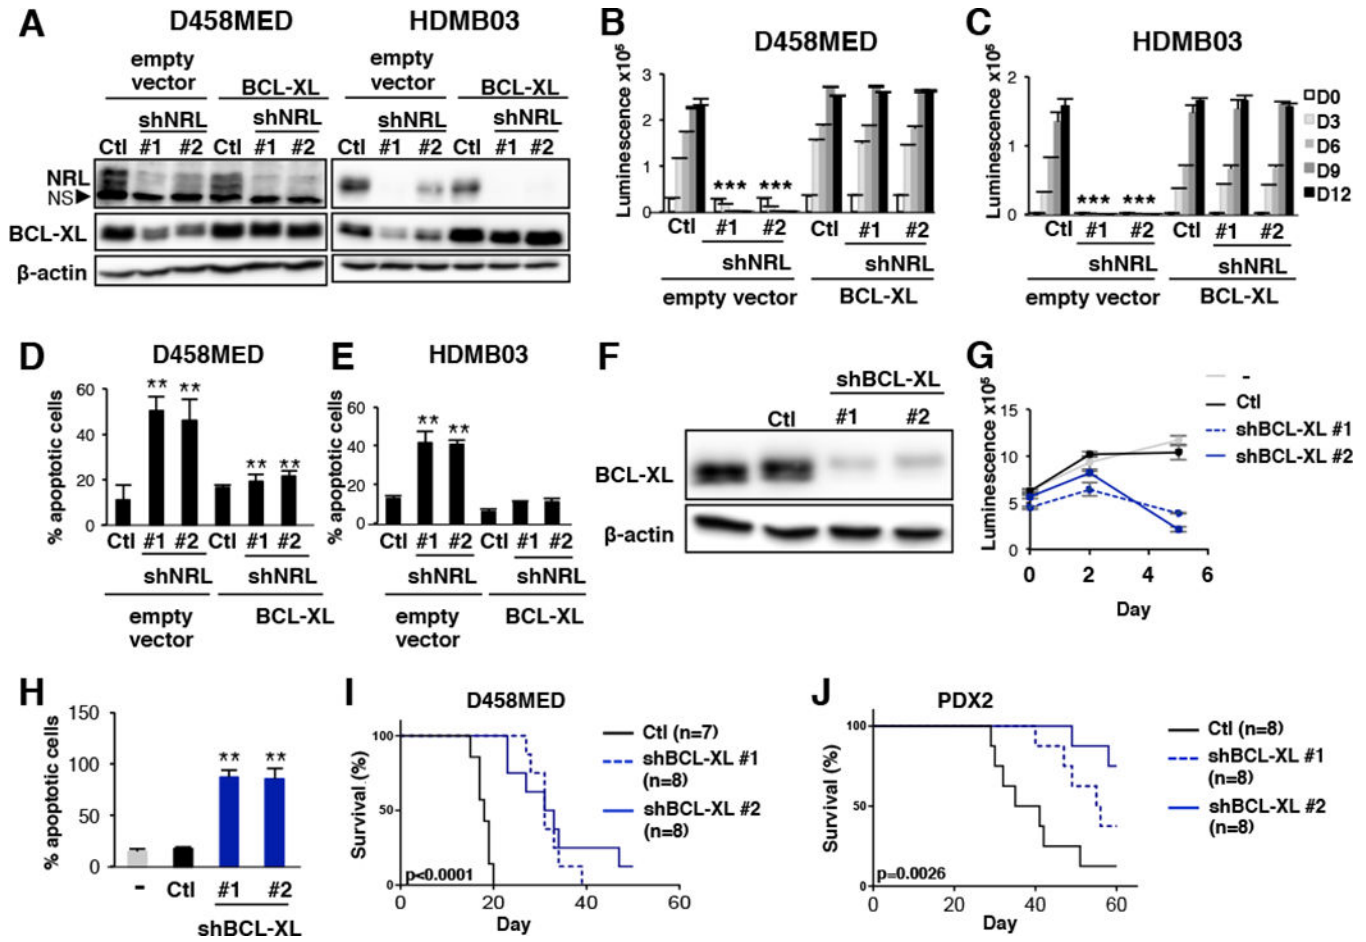 A
D458MED
HDMB03
empty
vector
BCL-XL
empty
vector
BCL-XL
shNRL
shNRL
shNRL
shNRL
Ctl #1 #2 Ctl #1 #2
Ctl #1 #2 Ctl #1 #2
NRL
NS►
BCL-XL
β-actin
B
D458MED
Luminescence x10⁵
3
2
1
0
*** ***
Ctl #1 #2 Ctl #1 #2
shNRL shNRL
empty vector BCL-XL
C
HDMB03
Luminescence x10⁵
2
1
0
*** ***
D0
D3
D6
D9
D12
Ctl #1 #2 Ctl #1 #2
shNRL shNRL
empty vector BCL-XL
D
D458MED
% apoptotic cells
60
40
20
0
** ** ** **
Ctl #1 #2 Ctl #1 #2
shNRL shNRL
empty
vector
BCL-XL
E
HDMB03
% apoptotic cells
60
40
20
0
** **
Ctl #1 #2 Ctl #1 #2
shNRL shNRL
empty
vector
BCL-XL
F
shBCL-XL
Ctl #1 #2
BCL-XL
β-actin
G
Luminescence x10⁵
15
10
5
0
0 2 4 6
Day
-
Ctl
shBCL-XL #1
shBCL-XL #2
H
% apoptotic cells
150
100
50
0
** **
- Ctl #1 #2
shBCL-XL
I
D458MED
Survival (%)
100
50
0
p<0.0001
0 20 40 60
Day
Ctl (n=7)
shBCL-XL #1
(n=8)
shBCL-XL #2
(n=8)
J
PDX2
Survival (%)
100
50
0
p=0.0026
0 20 40 60
Day
Ctl (n=8)
shBCL-XL #1
(n=8)
shBCL-XL #2
(n=8)